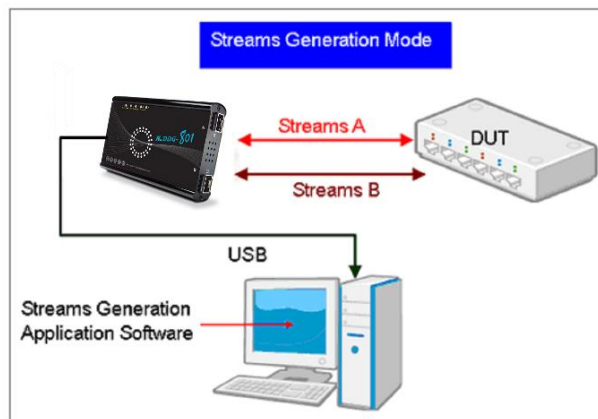 Streams Generation Mode
Streams A
DUT
Streams B
USB
Streams Generation
Application Software